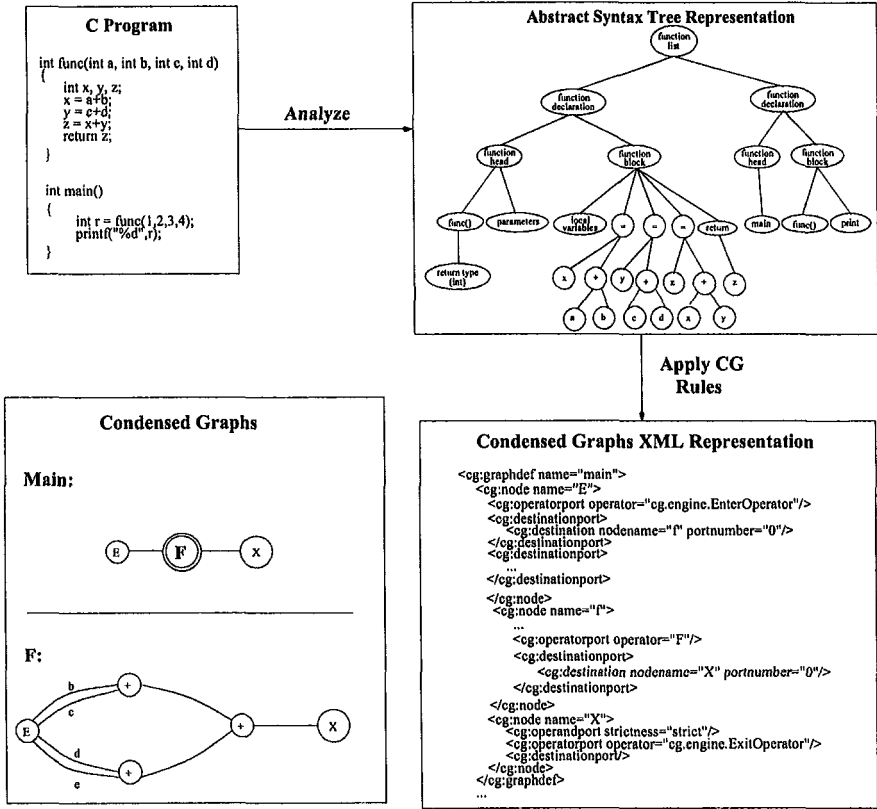 C Program
int func(int a, int b, int c, int d)
{
int x, y, z;
x = a+b;
y = c+d;
z = x+y;
return z;
}
int main()
{
int r = func(1,2,3,4);
printf("%d",r);
}
Analyze
Abstract Syntax Tree Representation
function
list
function
declaration
function
declaration
function
head
function
block
function
head
function
block
func()
parameters
local
variables
=
=
=
return
main
func()
print
return type
(int)
x
+
y
+
z
+
z
a
b
c
d
x
y
Apply CG
Rules
Condensed Graphs
Main:
E
F
X
F:
b
c
d
e
E
+
+
+
X
Condensed Graphs XML Representation
<cg:graphdef name="main">
<cg:node name="E">
<cg:operatorport operator="cg.engine.EnterOperator"/>
<cg:destinationport>
<cg:destination nodename="f" portnumber="0"/>
</cg:destinationport>
<cg:destinationport>
...
</cg:destinationport>
</cg:node>
<cg:node name="f">
...
<cg:operatorport operator="F"/>
<cg:destinationport>
<cg:destination nodename="X" portnumber="0"/>
</cg:destinationport>
</cg:node>
<cg:node name="X">
<cg:operandport strictness="strict"/>
<cg:operatorport operator="cg.engine.ExitOperator"/>
<cg:destinationport/>
</cg:node>
</cg:graphdef>
...